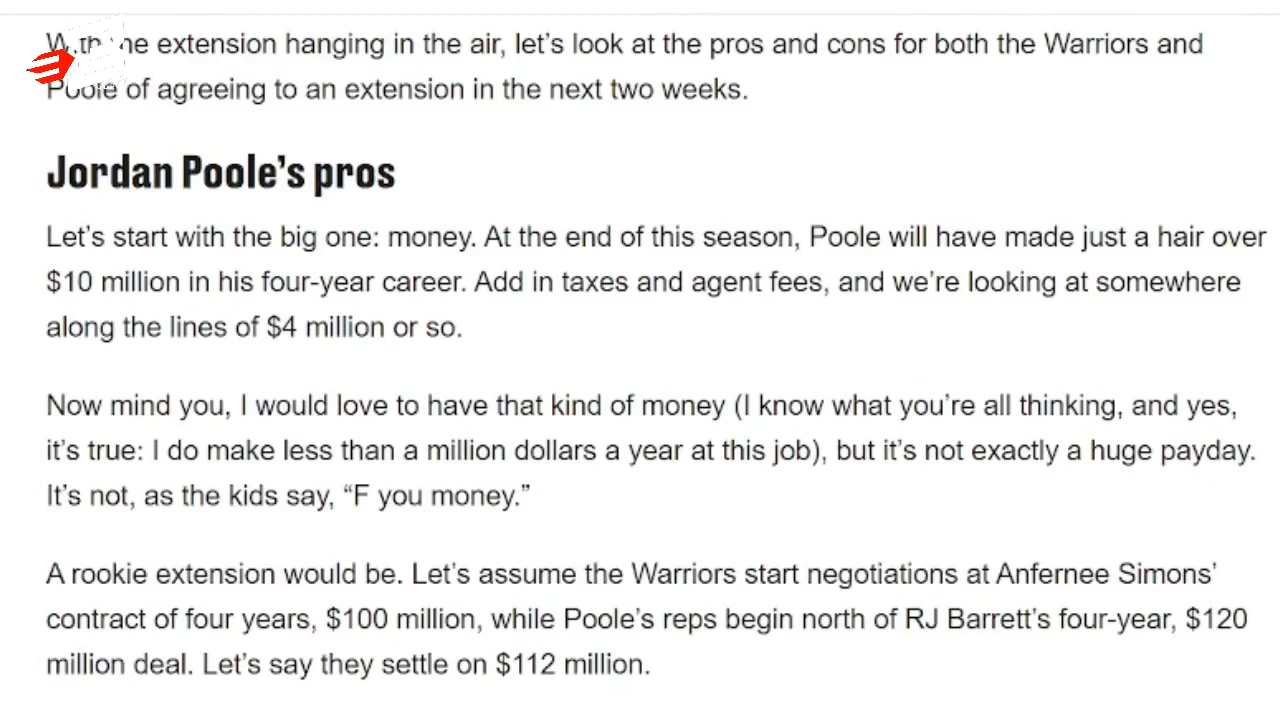 With the extension hanging in the air, let’s look at the pros and cons for both the Warriors and
Poole of agreeing to an extension in the next two weeks.
Jordan Poole’s pros
Let’s start with the big one: money. At the end of this season, Poole will have made just a hair over
$10 million in his four-year career. Add in taxes and agent fees, and we’re looking at somewhere
along the lines of $4 million or so.
Now mind you, I would love to have that kind of money (I know what you’re all thinking, and yes,
it’s true: I do make less than a million dollars a year at this job), but it’s not exactly a huge payday.
It’s not, as the kids say, “F you money.”
A rookie extension would be. Let’s assume the Warriors start negotiations at Anfernee Simons’
contract of four years, $100 million, while Poole’s reps begin north of RJ Barrett’s four-year, $120
million deal. Let’s say they settle on $112 million.